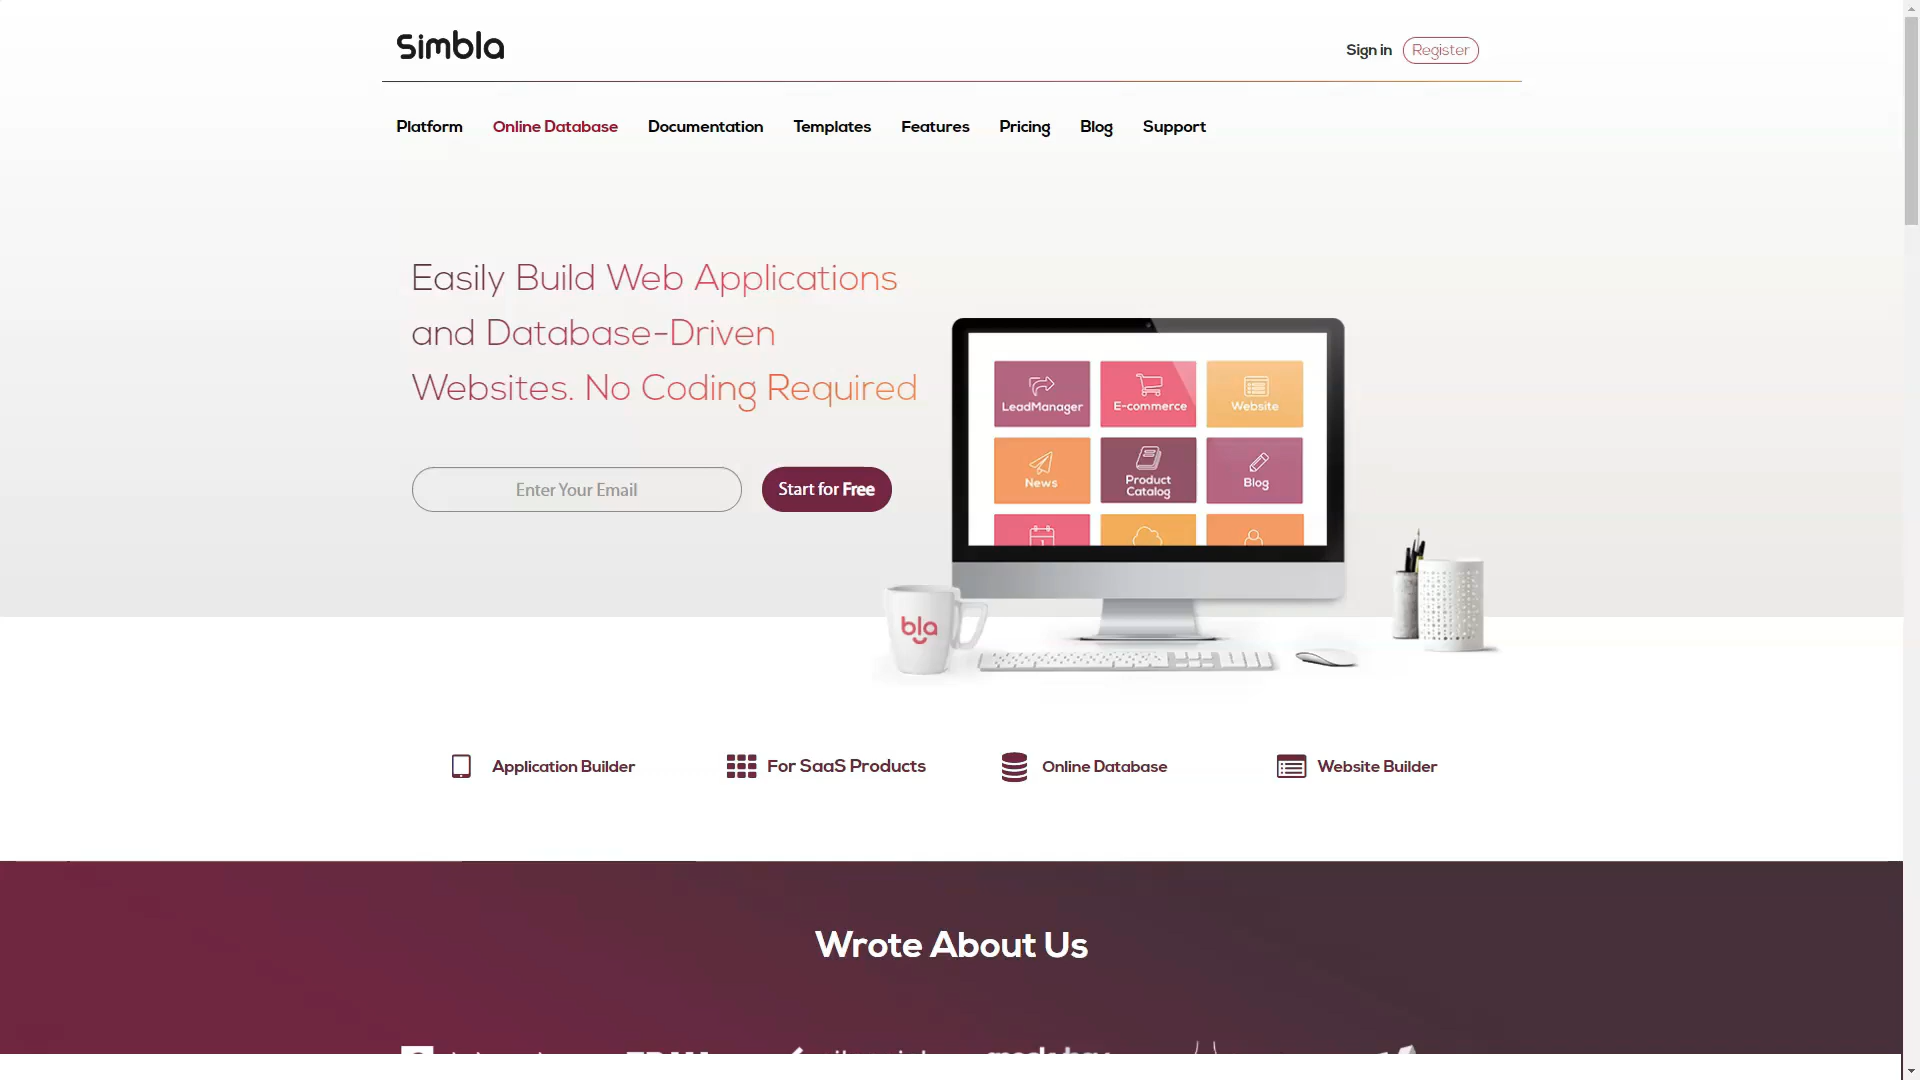 Simbla
Sign in
Register
Platform
Online Database
Documentation
Templates
Features
Pricing
Blog
Support
Easily Build Web Applications
and Database-Driven
Websites. No Coding Required
Enter Your Email
Start for Free
LeadManager
E-commerce
Website
News
Product
Catalog
Blog
1
bla
Application Builder
For SaaS Products
Online Database
Website Builder
Wrote About Us